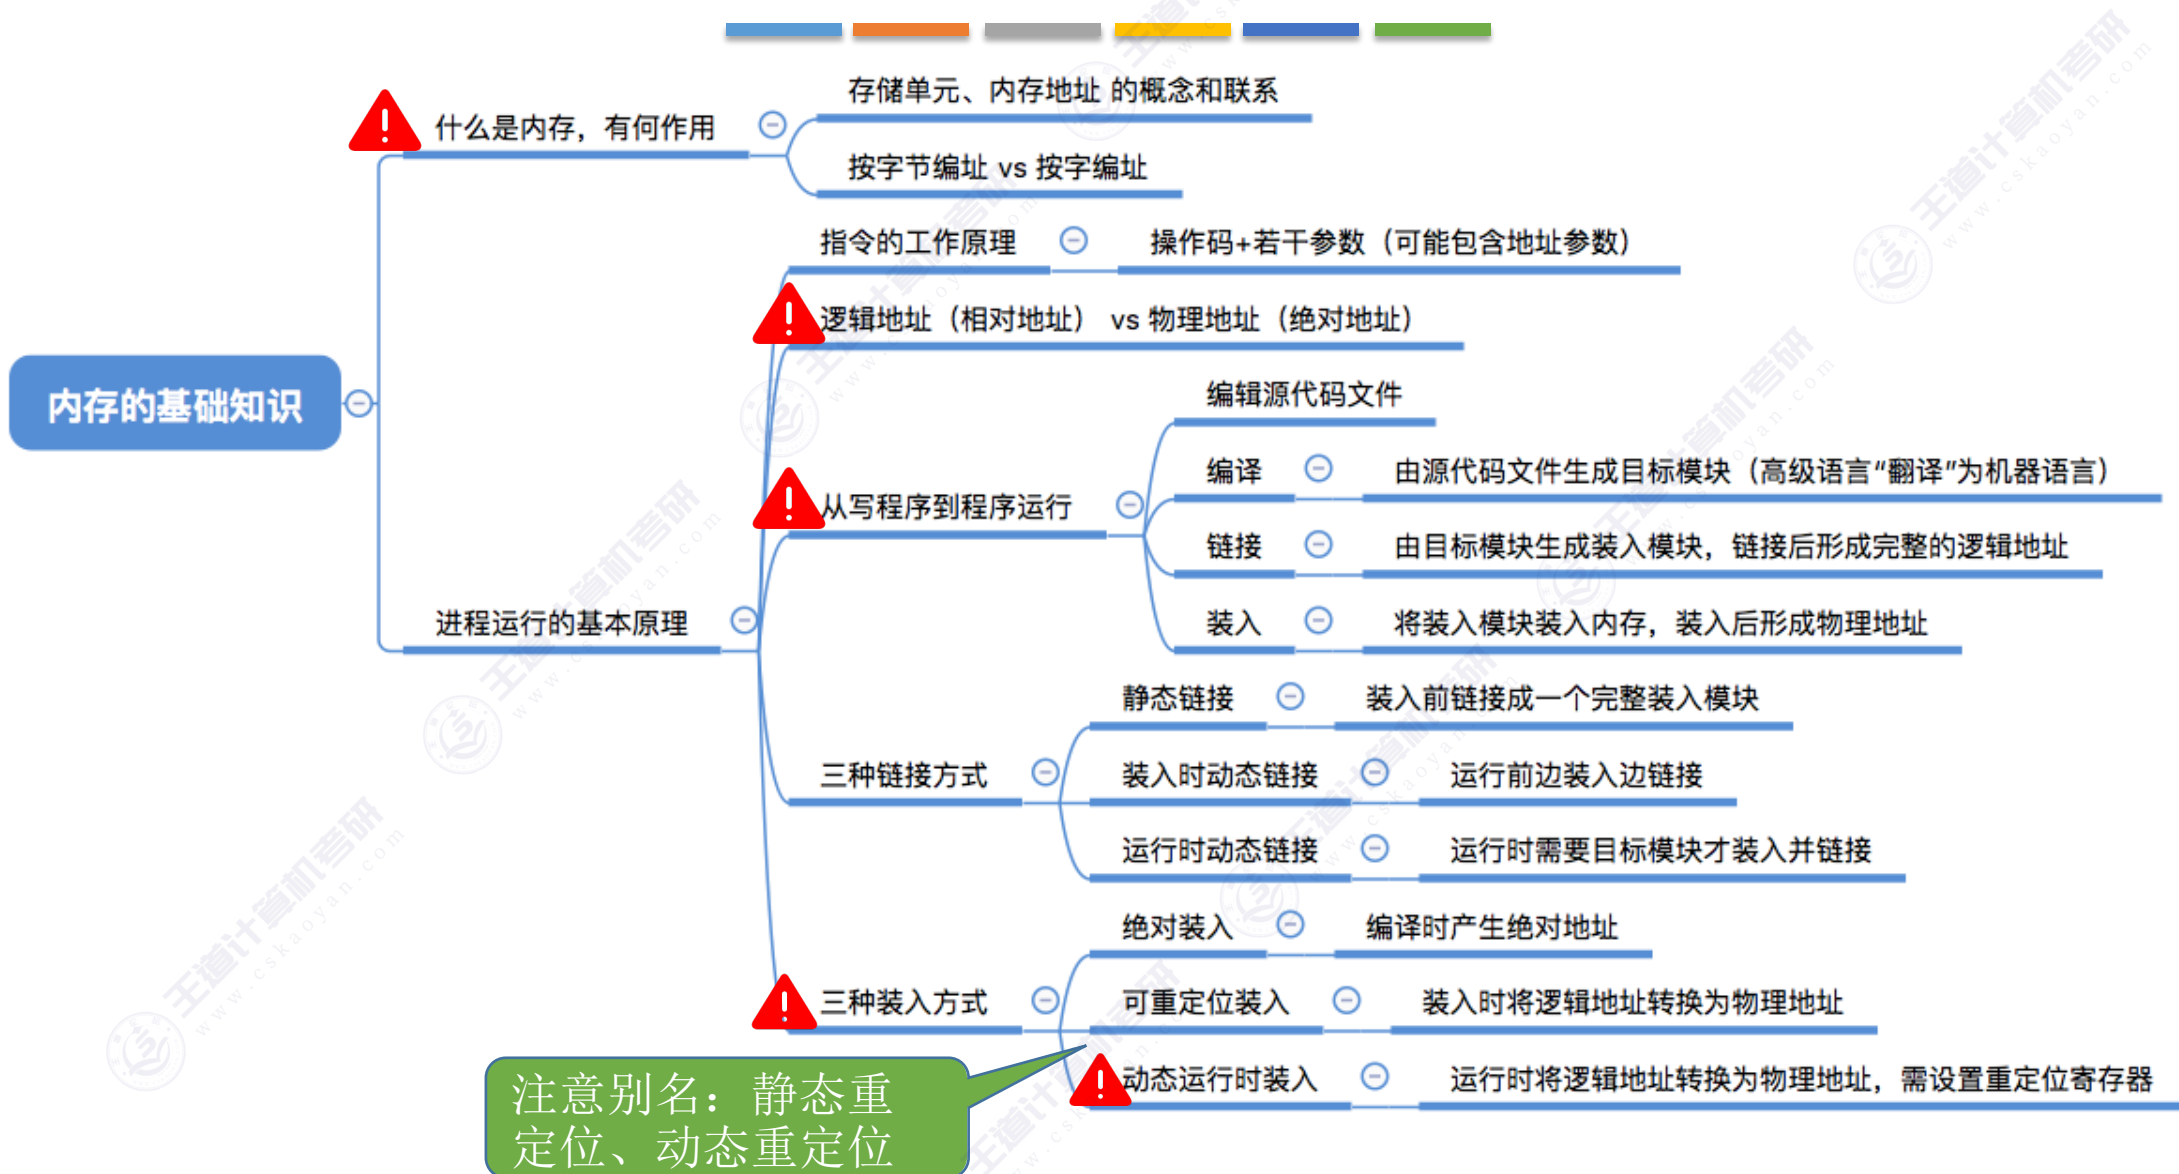 存储单元、内存地址 的概念和联系
什么是内存，有何作用
按字节编址 vs 按字编址
指令的工作原理
操作码+若干参数（可能包含地址参数）
逻辑地址（相对地址） vs 物理地址（绝对地址）
内存的基础知识
编辑源代码文件
编译
由源代码文件生成目标模块（高级语言“翻译”为机器语言）
从写程序到程序运行
链接
由目标模块生成装入模块，链接后形成完整的逻辑地址
进程运行的基本原理
装入
将装入模块装入内存，装入后形成物理地址
静态链接
装入前链接成一个完整装入模块
三种链接方式
装入时动态链接
运行前边装入边链接
运行时动态链接
运行时需要目标模块才装入并链接
绝对装入
编译时产生绝对地址
三种装入方式
可重定位装入
装入时将逻辑地址转换为物理地址
动态运行时装入
运行时将逻辑地址转换为物理地址，需设置重定位寄存器
注意别名：静态重
定位、动态重定位
王道计算机考研
www.cskaoyan.com